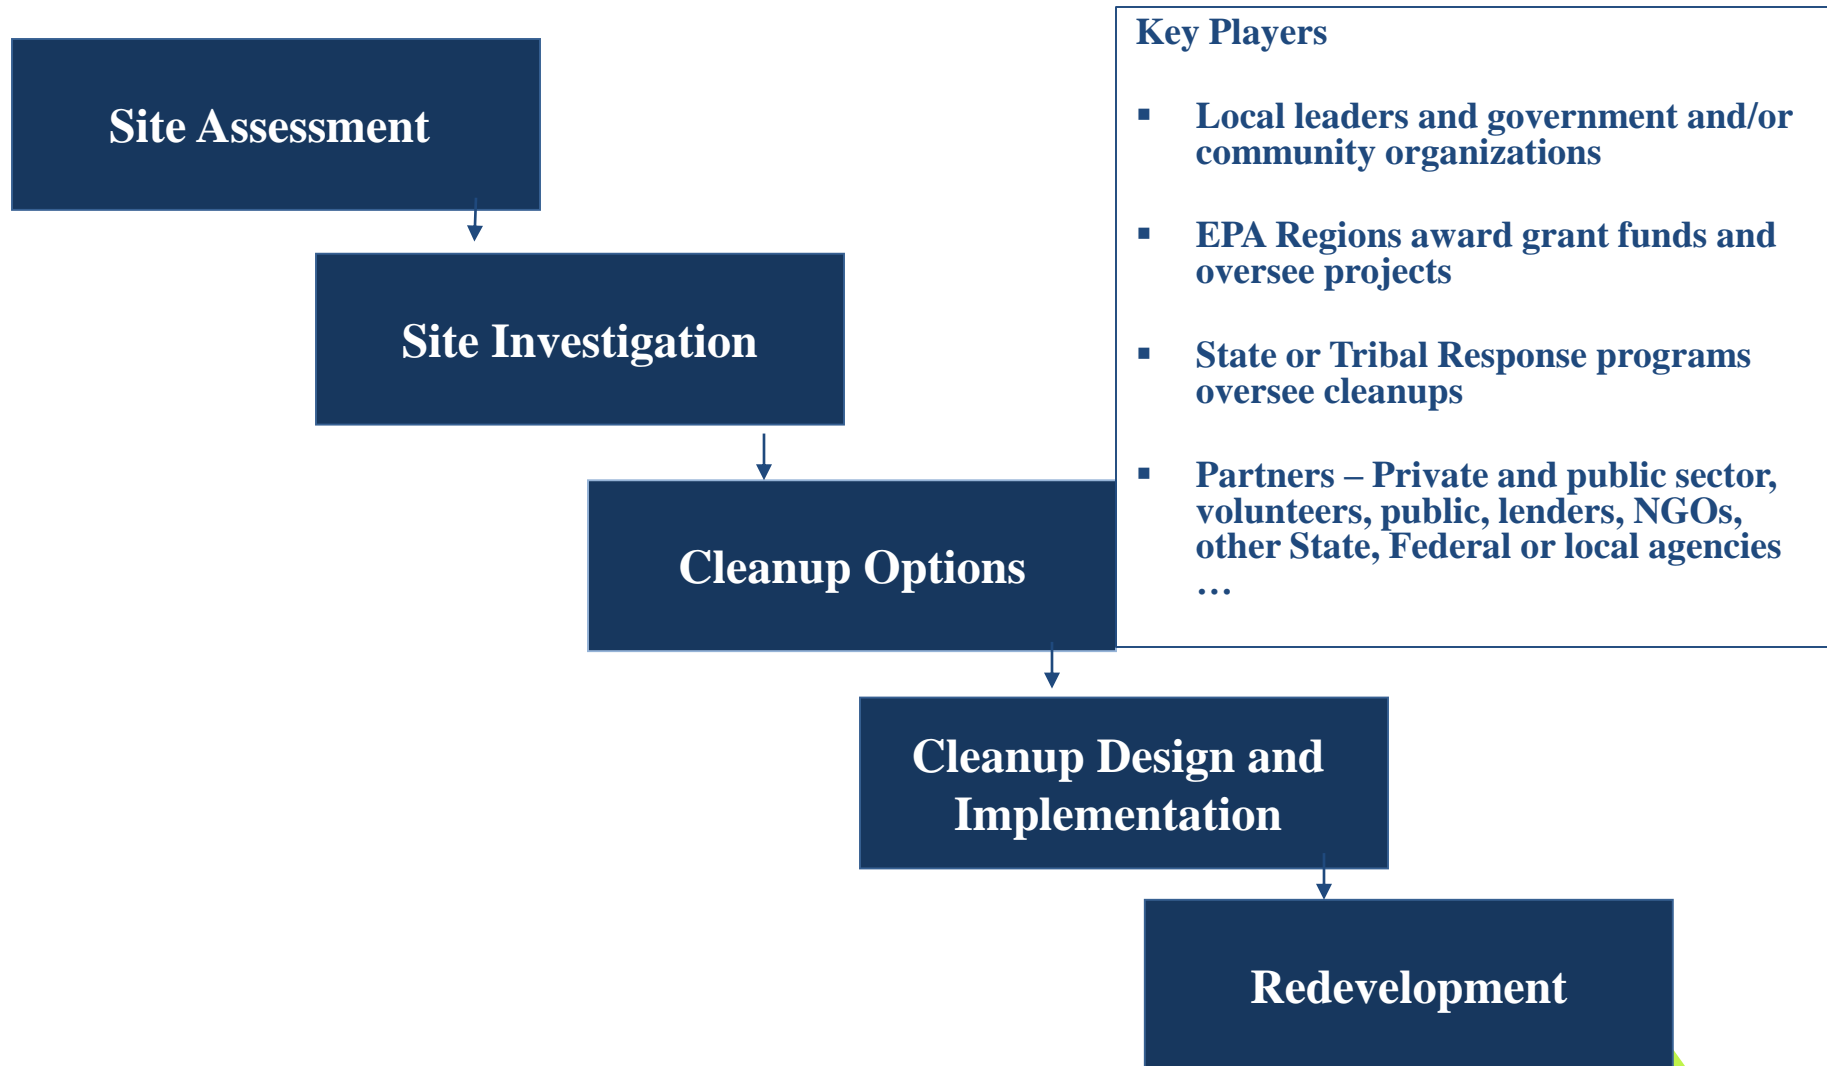 Site Assessment
Site Investigation
Cleanup Options
Cleanup Design and
Implementation
Redevelopment
Key Players
▪ Local leaders and government and/or
community organizations
▪ EPA Regions award grant funds and
oversee projects
▪ State or Tribal Response programs
oversee cleanups
▪ Partners – Private and public sector,
volunteers, public, lenders, NGOs,
other State, Federal or local agencies
…